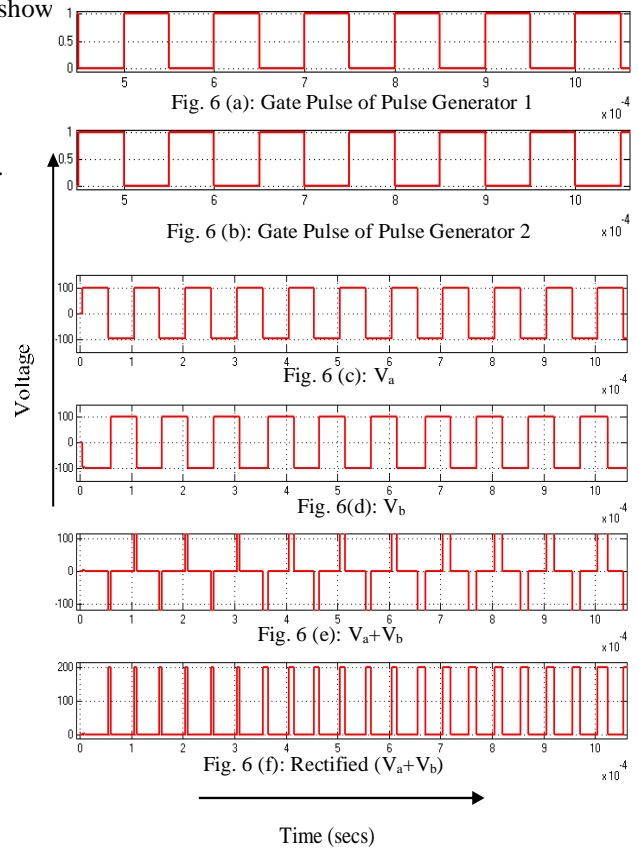 show
1
0.5
0
5 6 7 8 9 10
Fig. 6 (a): Gate Pulse of Pulse Generator 1
x 10 -4
.
1
0.5
0
5 6 7 8 9 10
Fig. 6 (b): Gate Pulse of Pulse Generator 2
x 10 -4
Voltage
100
0
-100
0 1 2 3 4 5 6 7 8 9 10
Fig. 6 (c): Va
x 10 -4
100
0
-100
0 1 2 3 4 5 6 7 8 9 10
Fig. 6(d): Vb
x 10 -4
100
0
-100
0 1 2 3 4 5 6 7 8 9 10
Fig. 6 (e): Va+Vb
x 10 -4
200
100
0
0 1 2 3 4 5 6 7 8 9 10
Fig. 6 (f): Rectified (Va+Vb)
x 10 -4
Time (secs)